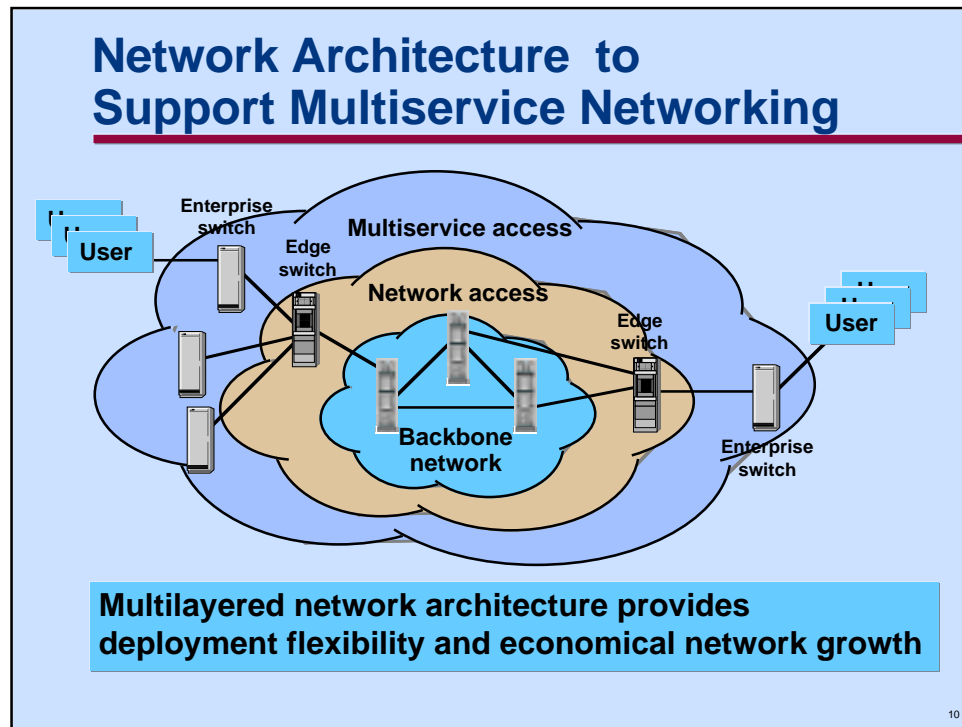 Network Architecture to
Support Multiservice Networking
Enterprise
switch
Multiservice access
User
Edge
switch
Network access
Edge
switch
User
Backbone
network
Enterprise
switch
Multilayered network architecture provides
deployment flexibility and economical network growth
10